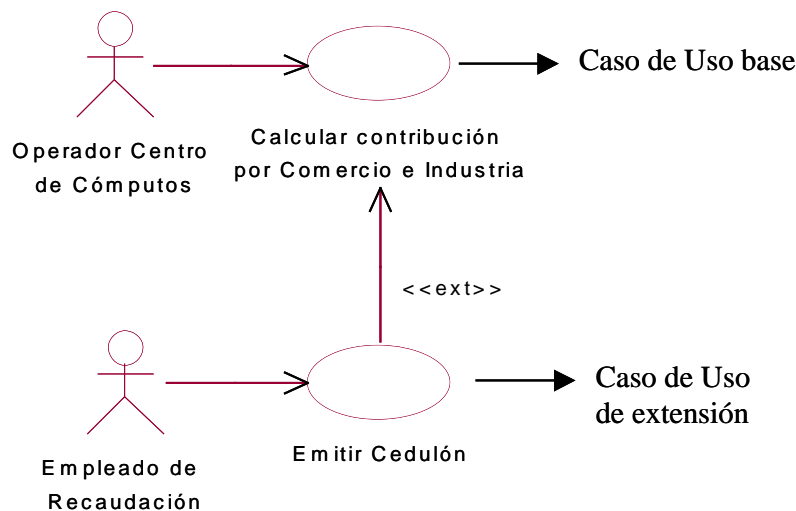 Caso de Uso base
Operador Centro
de Cómputos
Calcular contribución
por Comercio e Industria
<<ext>>
Caso de Uso
de extensión
Emitir Cedulón
Empleado de
Recaudación